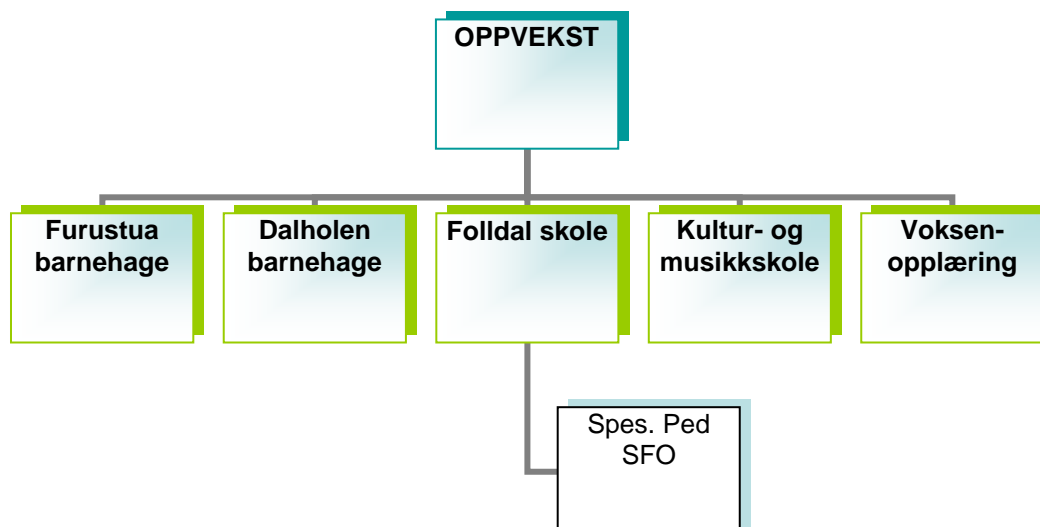 OPPVEKST
Furustua
barnehage
Dalholen
barnehage
Folldal skole
Kultur- og
musikkskole
Voksen-
opplæring
Spes. Ped
SFO